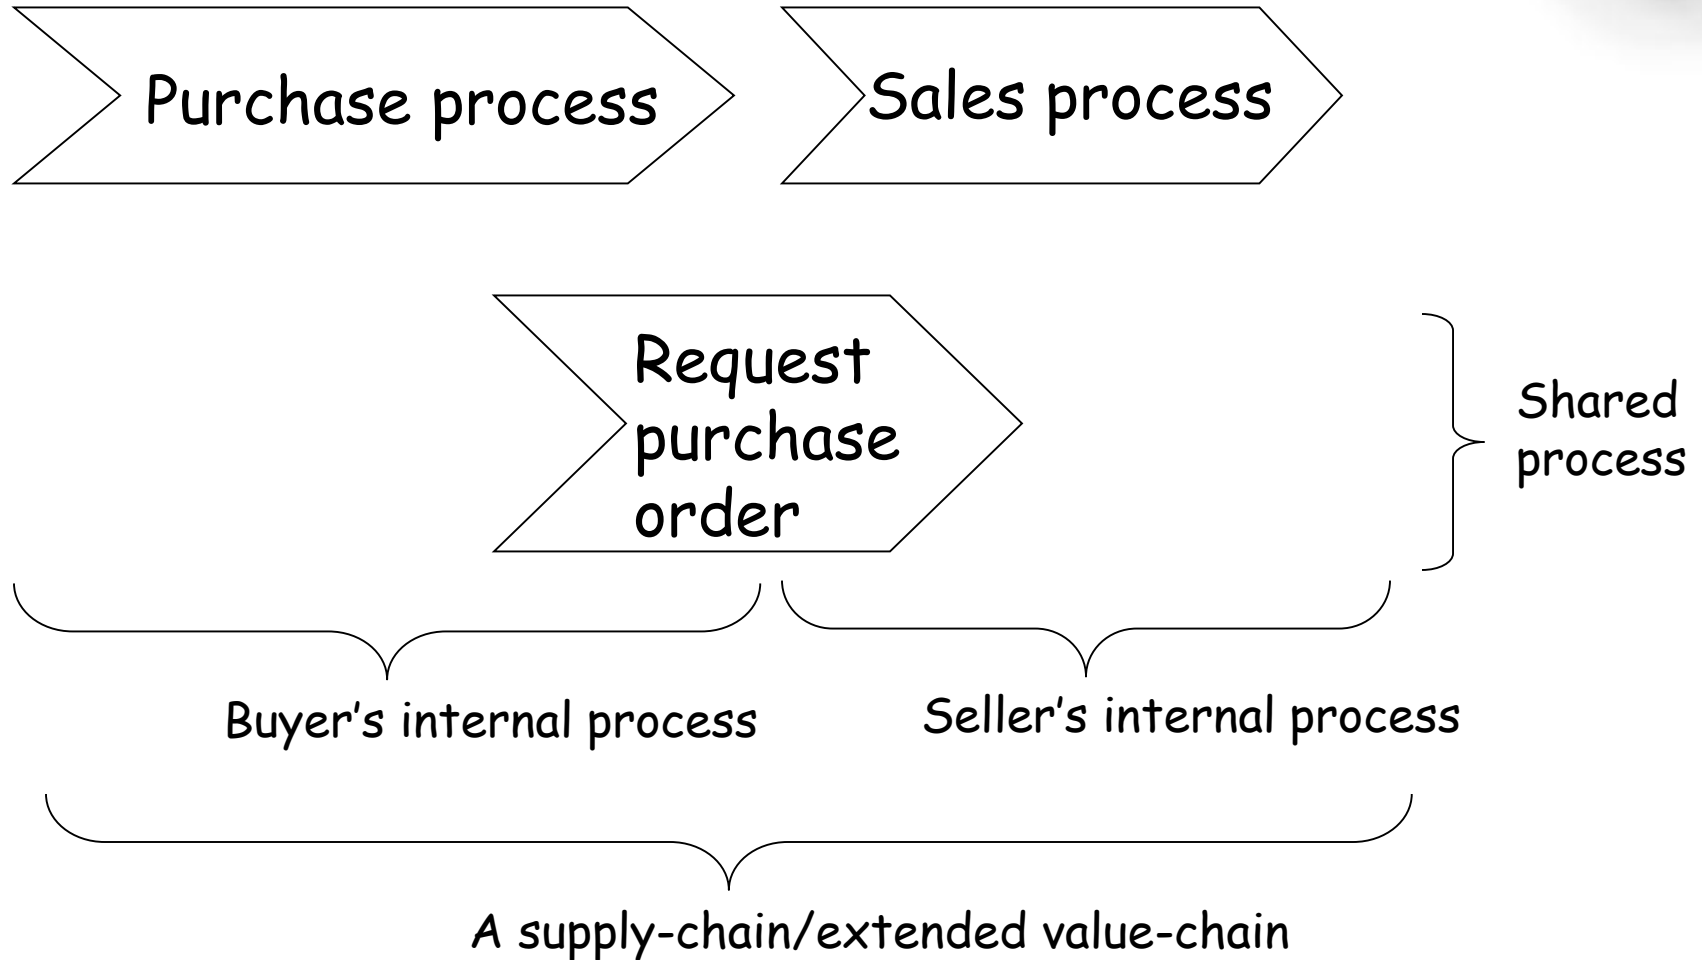 Purchase process
Sales process
Request
purchase
order
Shared
process
Buyer’s internal process
Seller’s internal process
A supply-chain/extended value-chain